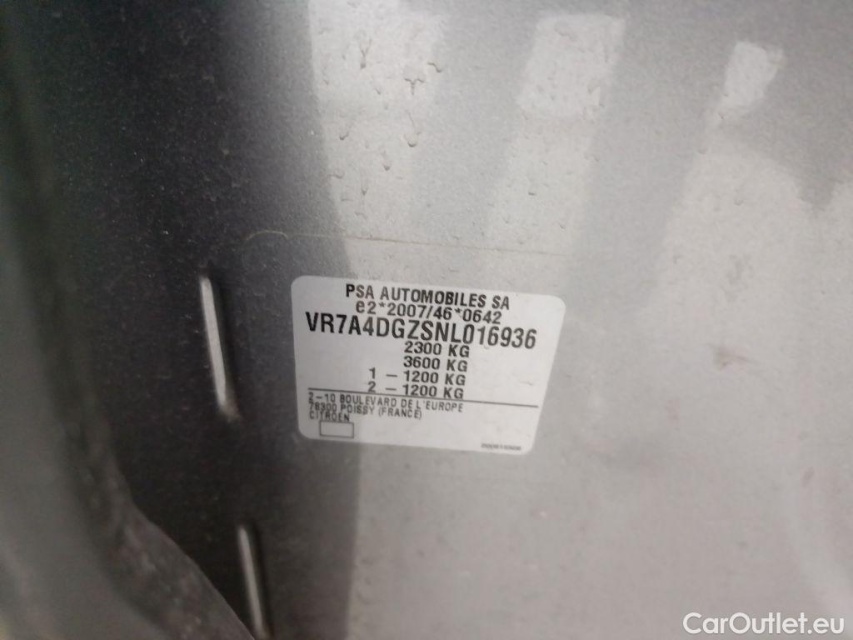 PSA AUTOMOBILES SA
e2*2007/46*0642
VR7A4DGZSNL016936
2300 KG
3600 KG
1 – 1200 KG
2 – 1200 KG
2-10 BOULEVARD DE L'EUROPE
78300 POISSY (FRANCE)
CITROEN
CarOutlet.eu